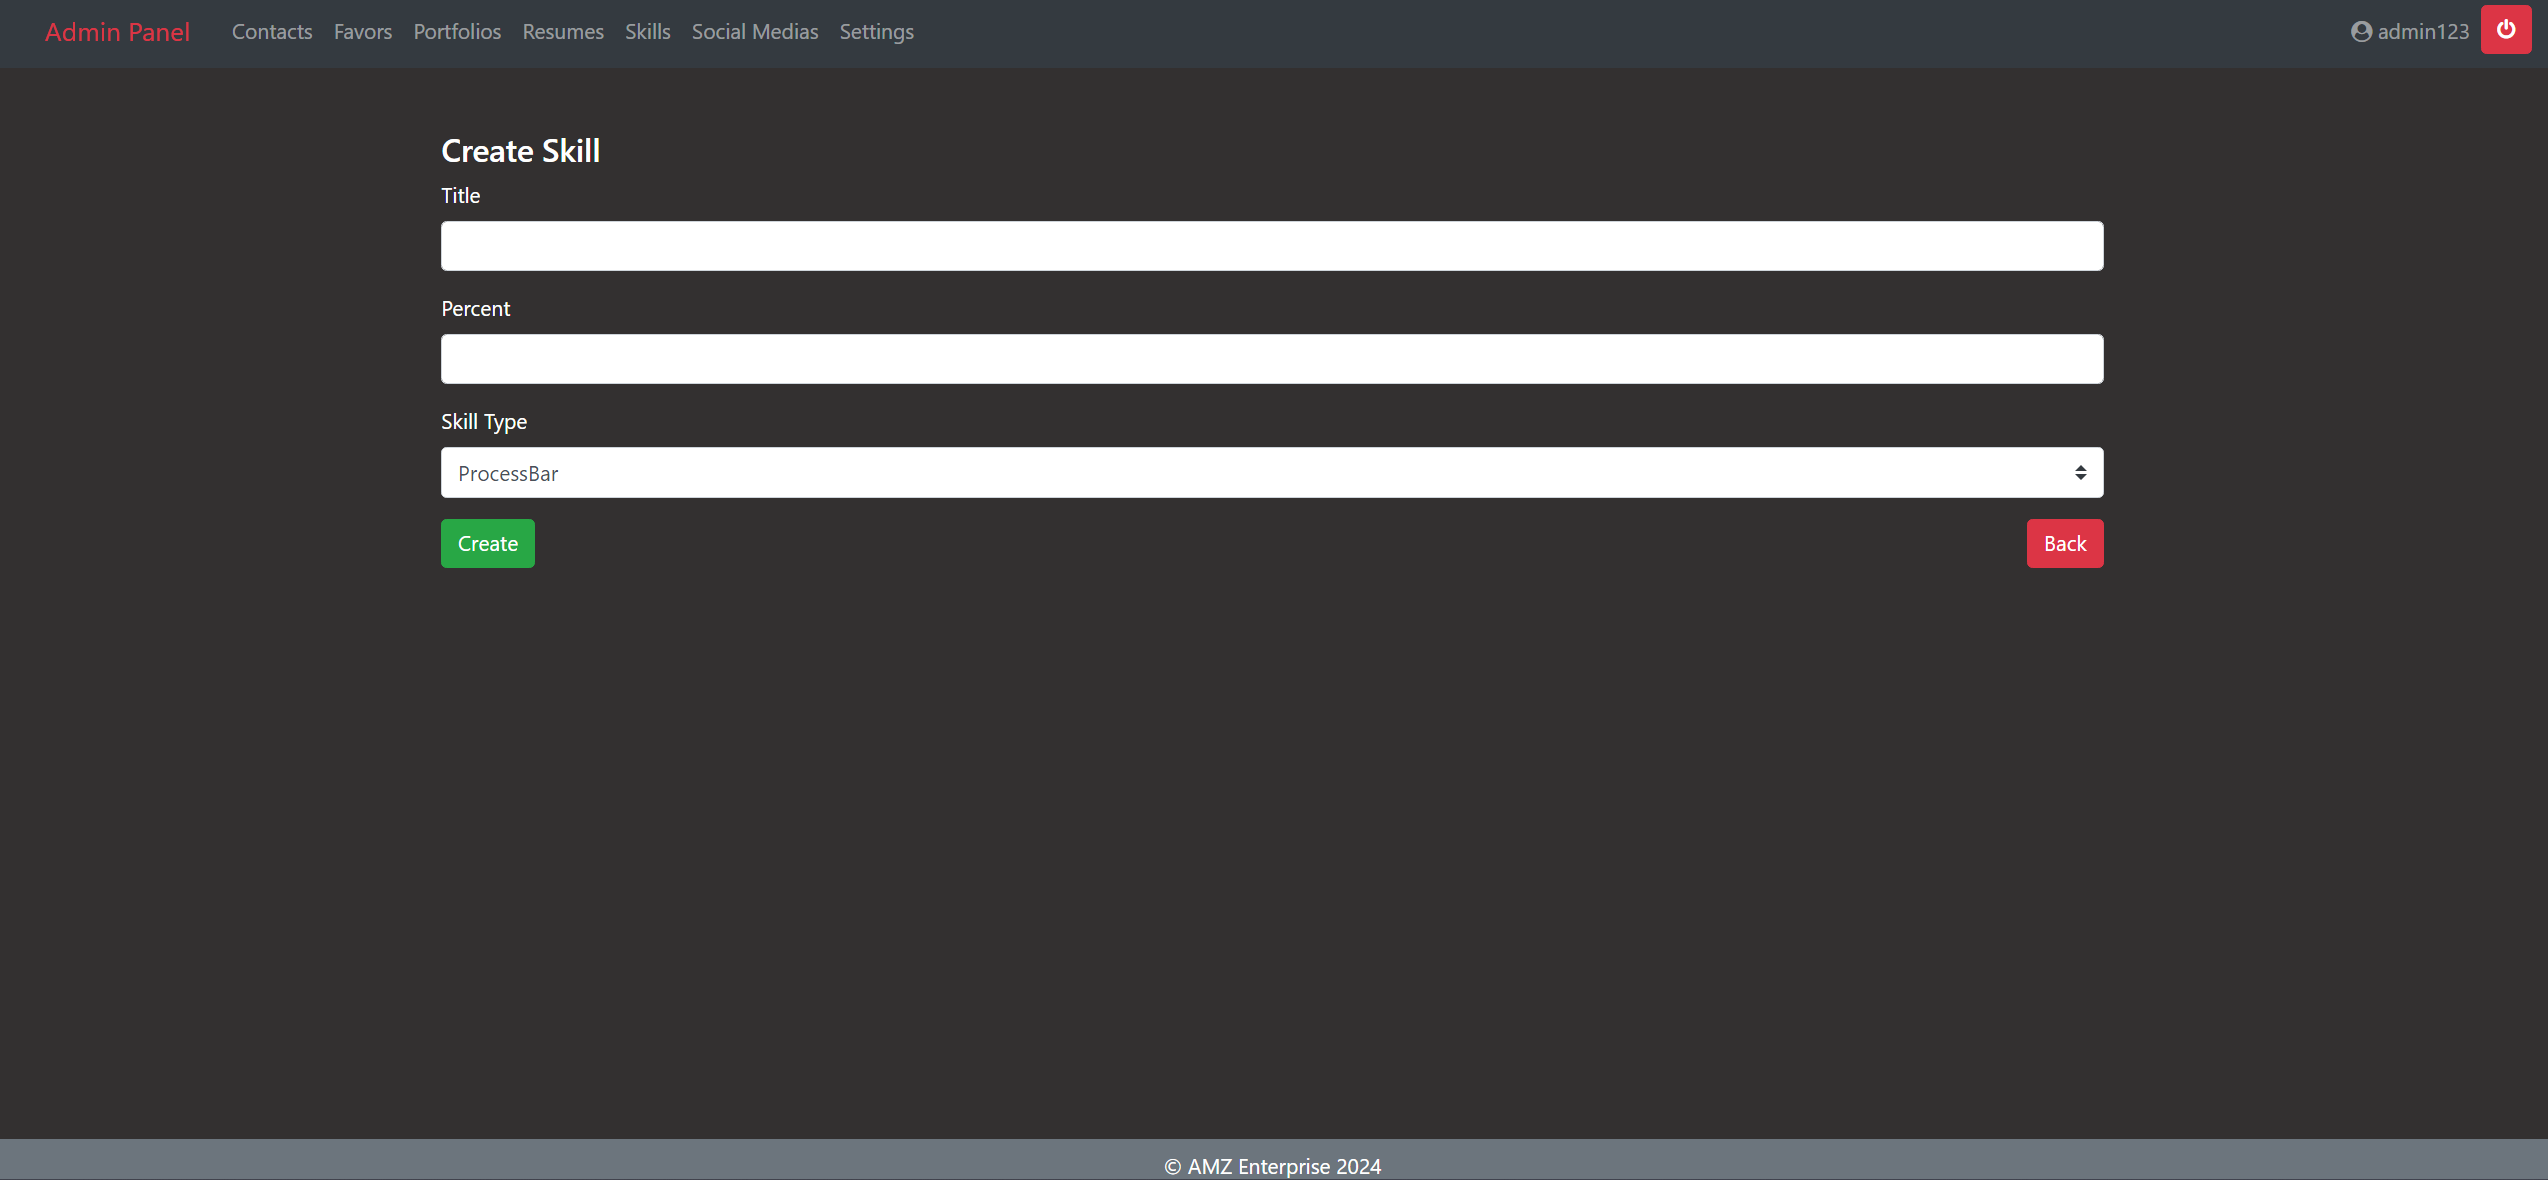 Admin Panel Contacts Favors Portfolios Resumes Skills Social Medias Settings admin123
Create Skill
Title
Percent
Skill Type
ProcessBar
Create Back
© AMZ Enterprise 2024